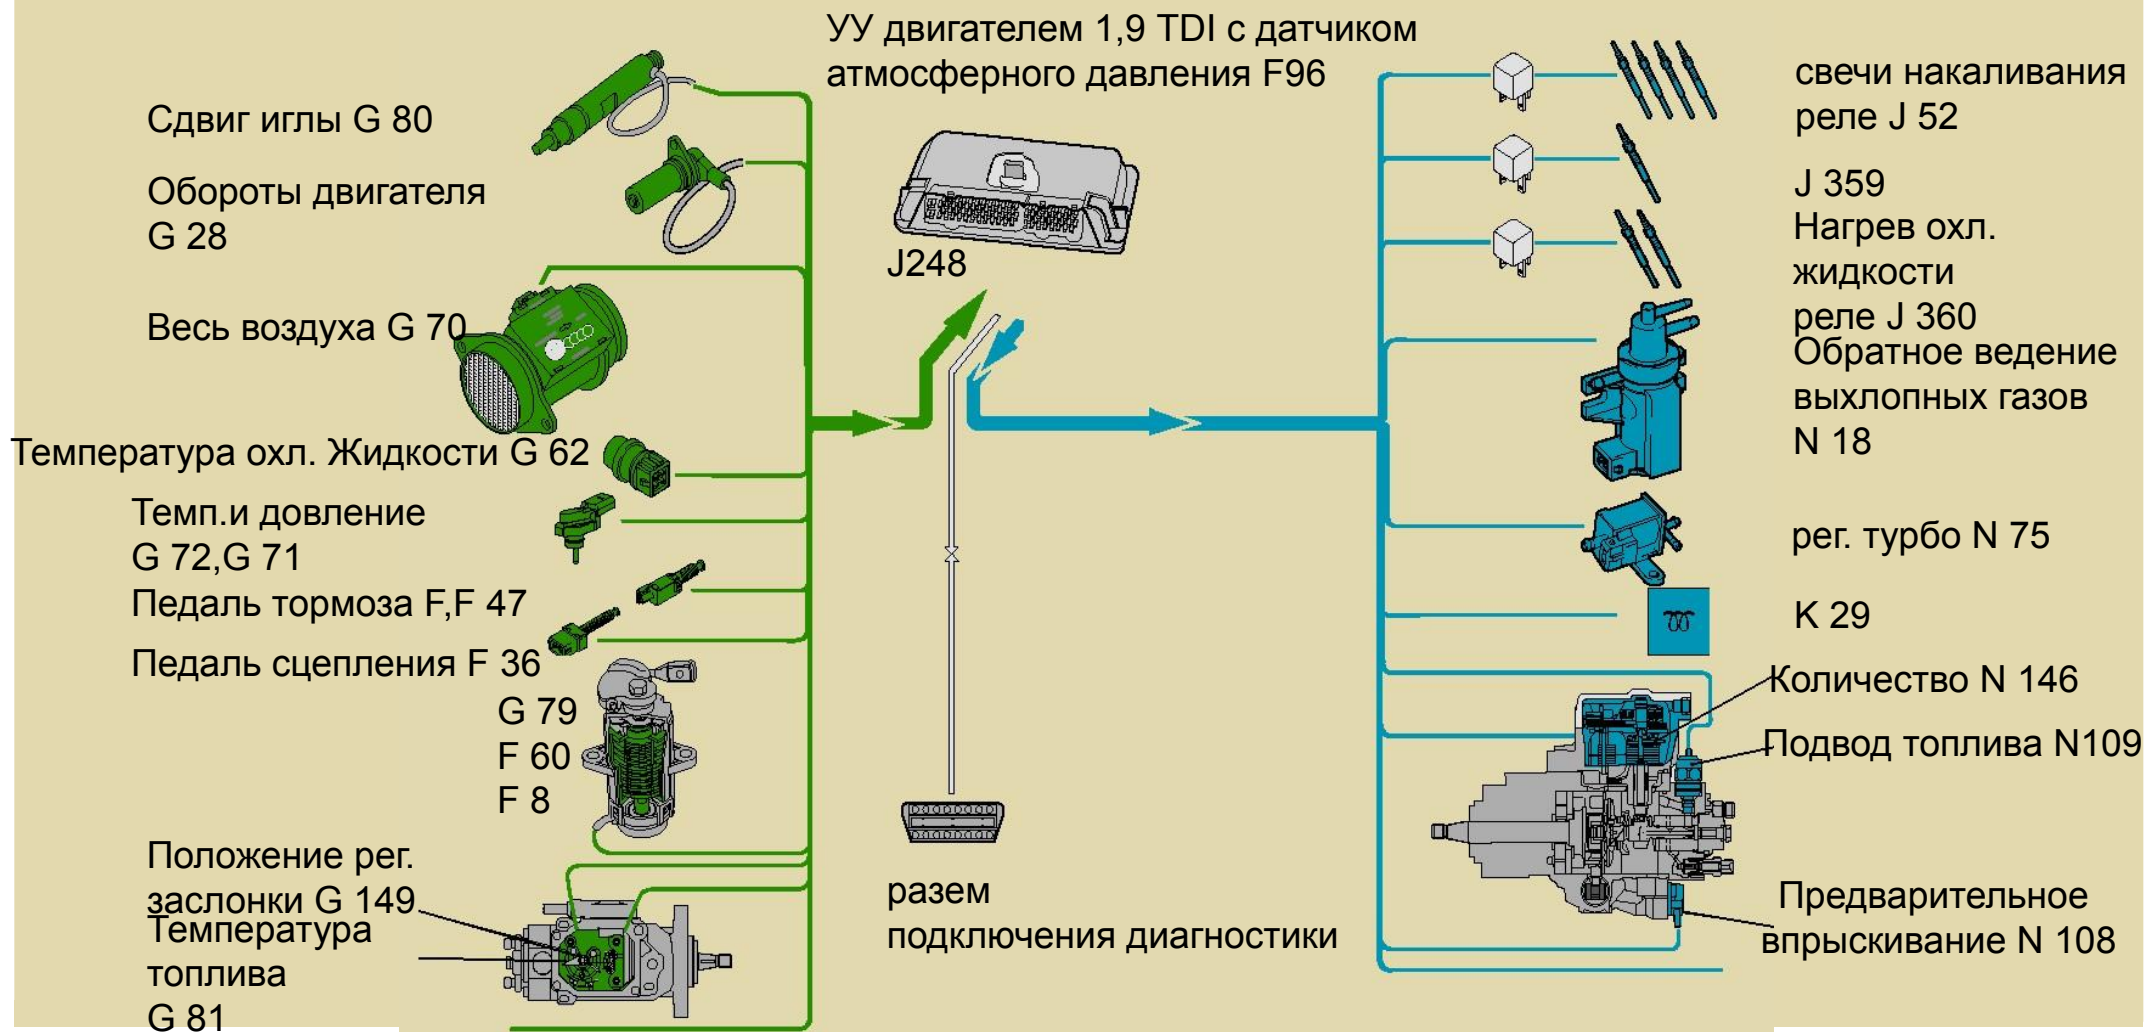 УУ двигателем 1,9 TDI с датчиком
атмосферного давления F96
J248
Сдвиг иглы G 80
Обороты двигателя
G 28
Весь воздуха G 70
Температура охл. Жидкости G 62
Темп.и довление
G 72,G 71
Педаль тормоза F,F 47
Педаль сцепления F 36
G 79
F 60
F 8
Положение рег.
заслонки G 149
Температура
топлива
G 81
разем
подключения диагностики
свечи накаливания
реле J 52
J 359
Нагрев охл.
жидкости
реле J 360
Обратное ведение
выхлопных газов
N 18
рег. турбо N 75
K 29
Количество N 146
Подвод топлива N109
Предварительное
впрыскивание N 108